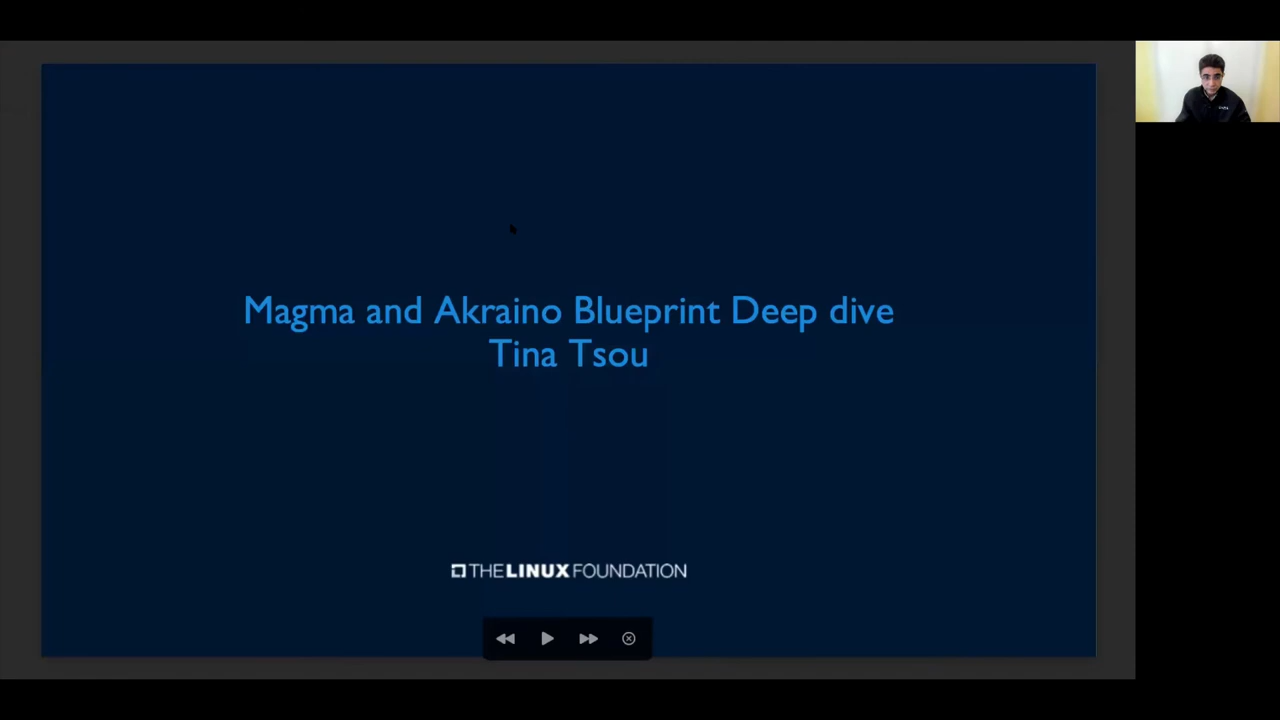 Magma and Akraino Blueprint Deep dive
Tina Tsou
THE LINUX FOUNDATION